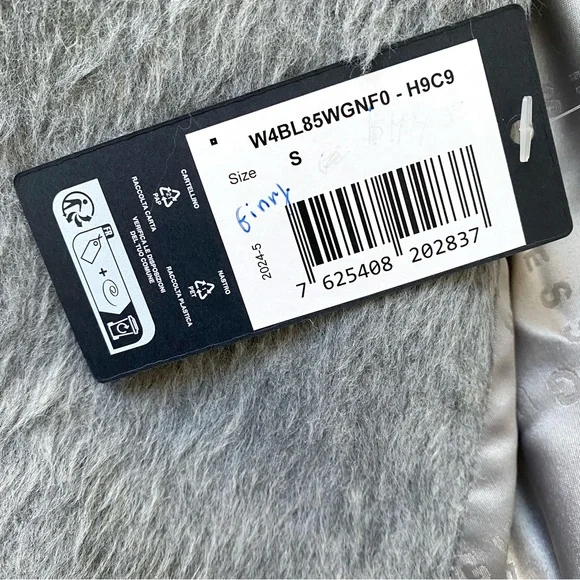 W4BL85WGNF0 - H9C9
Size
S
2024-5
7 625408 202837
CARTELLINO
PAP
RACCOLTA CARTA
VERIFICA LE DISPOSIZIONI
DEL TUO COMUNE
NASTRO
PET
RACCOLTA PLASTICA
FR